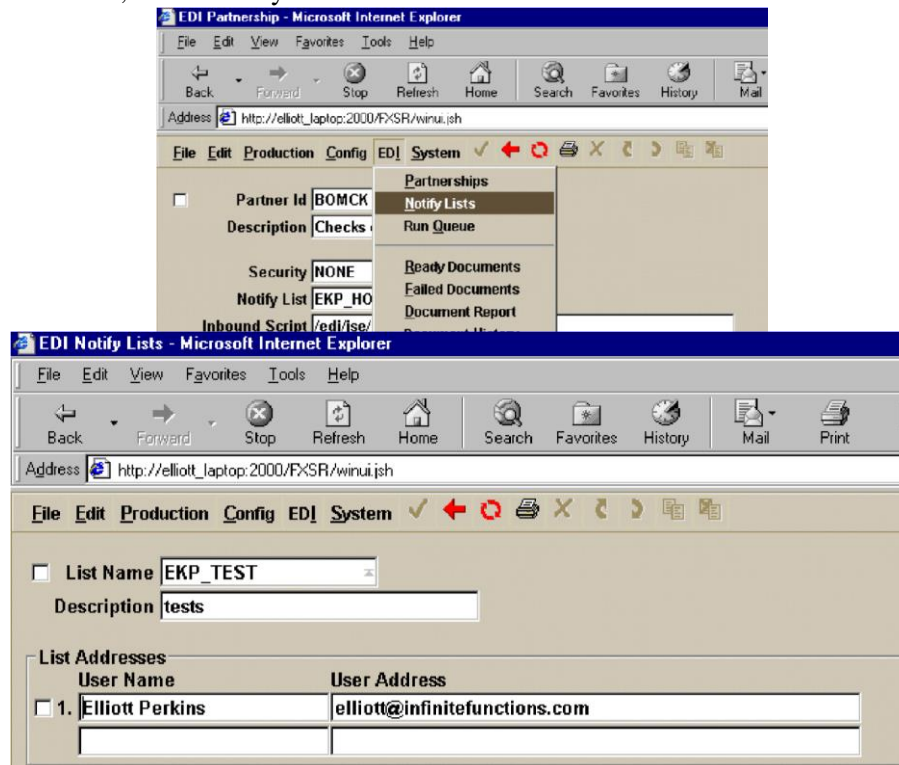 EDI Partnership - Microsoft Internet Explorer
File Edit View Favorites Tools Help
Back Forward Stop Refresh Home Search Favorites History Mail
Address http://elliott_laptop:2000/FXSR/winui.jsh
File Edit Production Config EDI System
Partnerships
Partner Id BOMCK Notify Lists
Description Checks Run Queue
Security NONE Ready Documents
Notify List EKP_HO Failed Documents
Document Report
Inbound Script /edi/jse/
EDI Notify Lists - Microsoft Internet Explorer
File Edit View Favorites Tools Help
Back Forward Stop Refresh Home Search Favorites History Mail Print
Address http://elliott_laptop:2000/FXSR/winui.jsh
File Edit Production Config EDI System
List Name EKP_TEST
Description tests
List Addresses
User Name User Address
1. Elliott Perkins elliott@infinitefunctions.com